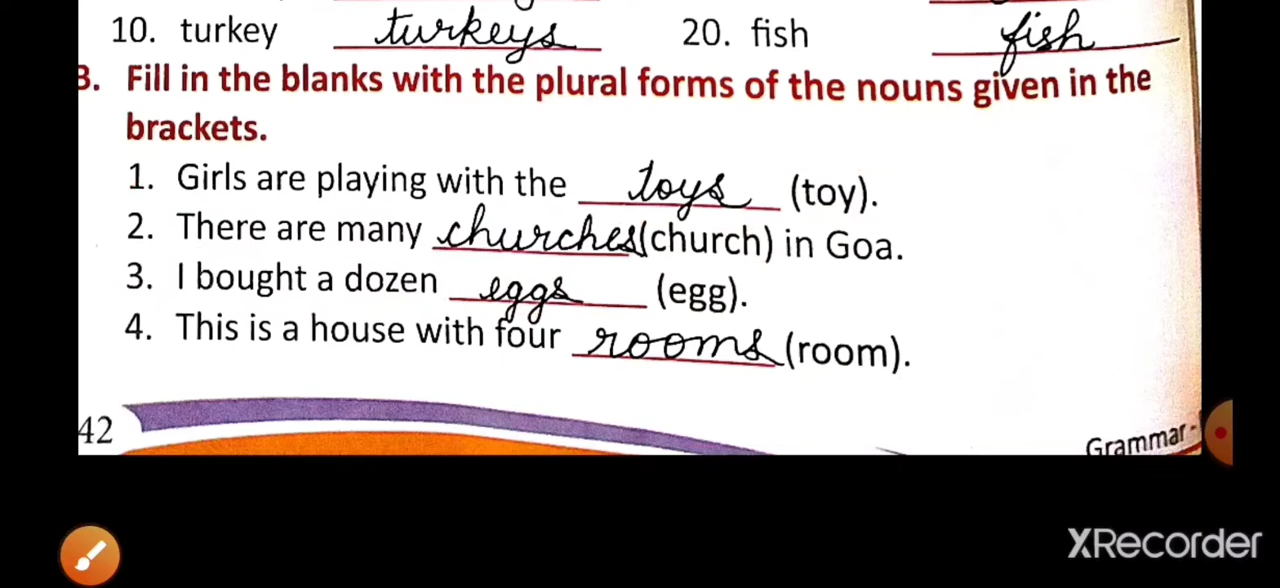 10. turkey turkeys 20. fish fish
3. Fill in the blanks with the plural forms of the nouns given in the
brackets.
1. Girls are playing with the toys (toy).
2. There are many churches (church) in Goa.
3. I bought a dozen eggs (egg).
4. This is a house with four rooms (room).
42
Grammar-
XRecorder